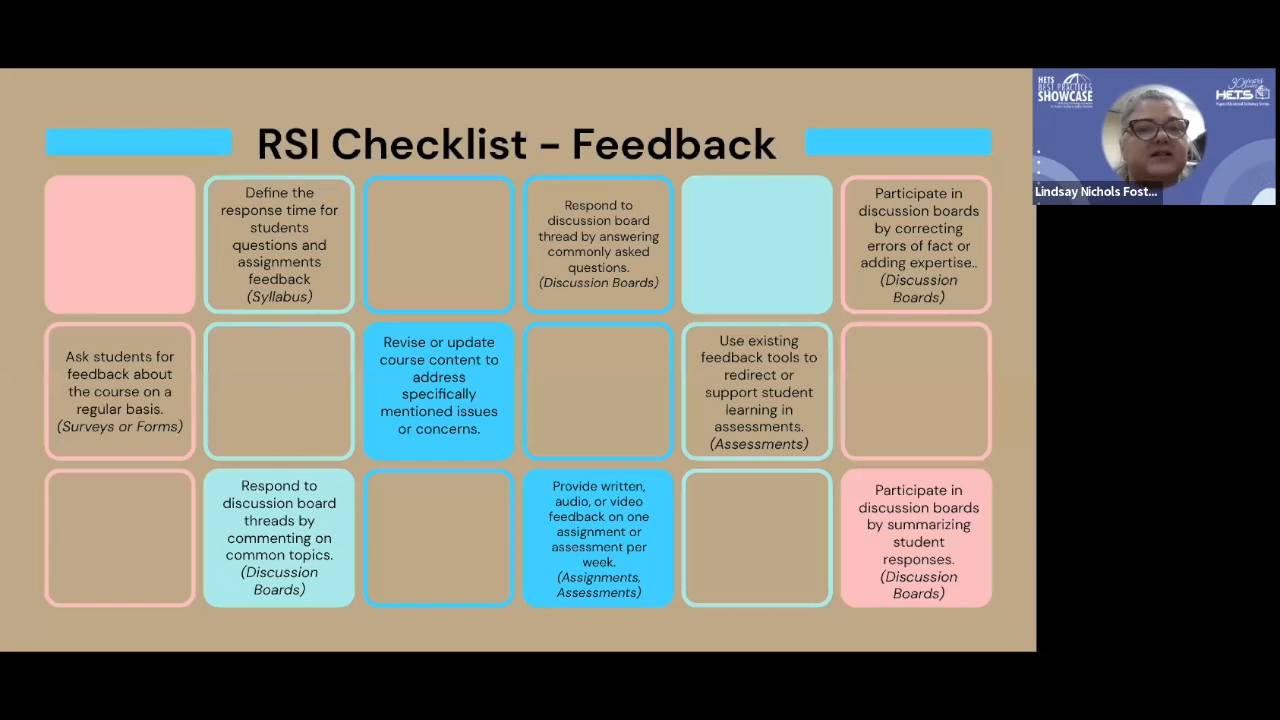 RSI Checklist - Feedback
Define the
response time for
students
questions and
assignments
feedback
(Syllabus)
Respond to
discussion board
thread by answering
commonly asked
questions.
(Discussion Boards)
Participate in
discussion boards
by correcting
errors of fact or
adding expertise..
(Discussion
Boards)
Ask students for
feedback about
the course on a
regular basis.
(Surveys or Forms)
Revise or update
course content to
address
specifically
mentioned issues
or concerns.
Use existing
feedback tools to
redirect or
support student
learning in
assessments.
(Assessments)
Respond to
discussion board
threads by
commenting on
common topics.
(Discussion
Boards)
Provide written,
audio, or video
feedback on one
assignment or
assessment per
week.
(Assignments,
Assessments)
Participate in
discussion boards
by summarizing
student
responses.
(Discussion
Boards)
HETS
BEST PRACTICES
SHOWCASE
30 years
HETS
Lindsay Nichols Fost...